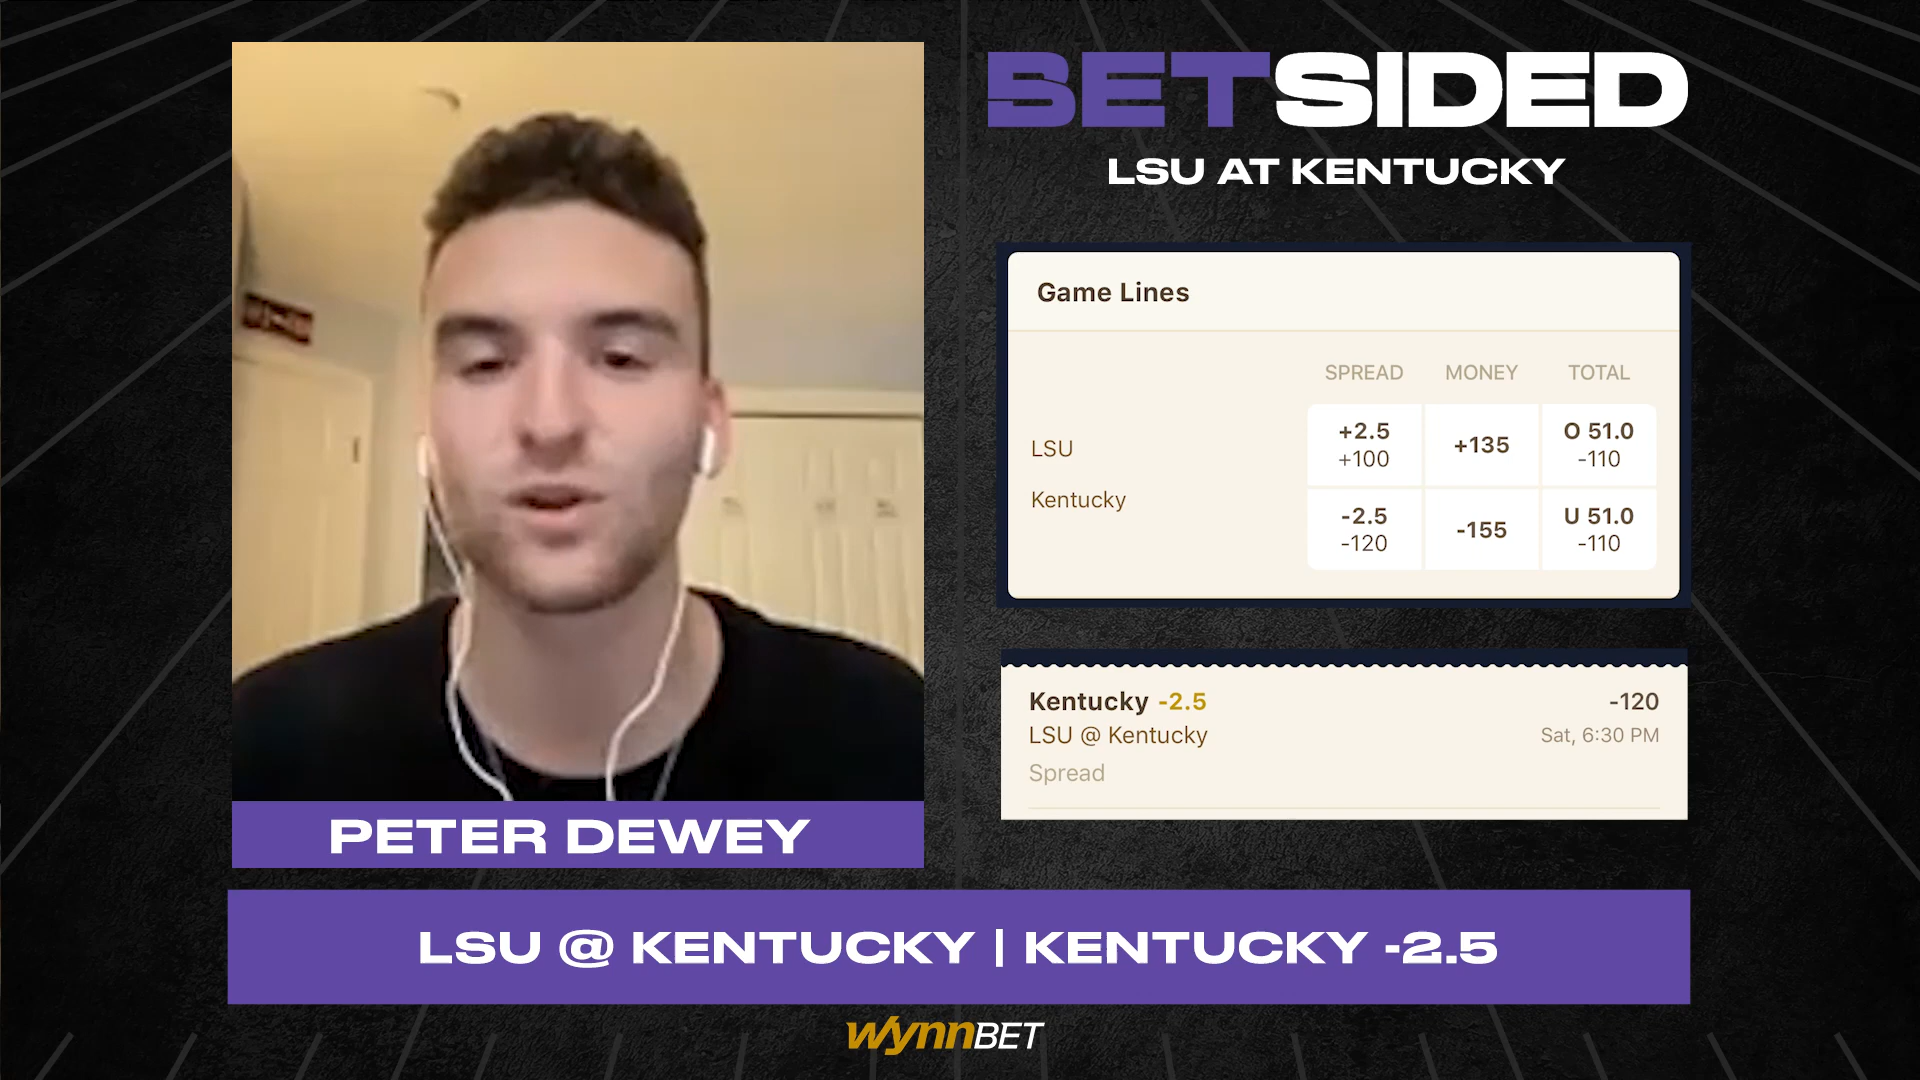 BETSIDED
LSU AT KENTUCKY
Game Lines
SPREAD MONEY TOTAL
LSU
+2.5 +135 O 51.0
+100 -110
Kentucky
-2.5 -155 U 51.0
-120 -110
Kentucky -2.5 -120
LSU @ Kentucky Sat, 6:30 PM
Spread
PETER DEWEY
LSU @ KENTUCKY | KENTUCKY -2.5
wynnBET